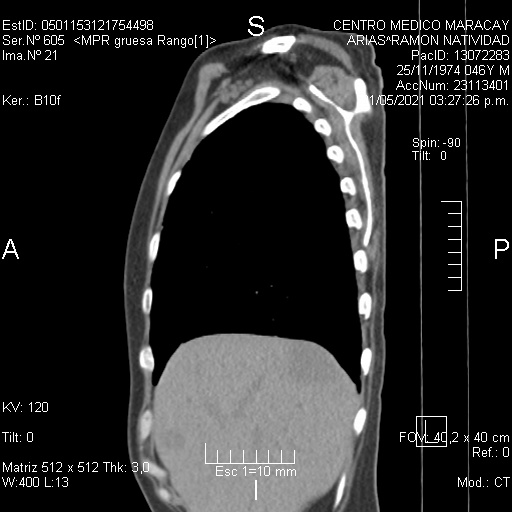 EstID: 0501153121754498
Ser.Nº 605 <MPR gruesa Rango[1]>
Ima.Nº 21
Ker.: B10f
S
CENTRO MEDICO MARACAY
ARIAS^RAMON NATIVIDAD
PacID: 13072283
25/11/1974 046Y M
AccNum: 23113401
1/05/2021 03:27:26 p.m.
Spin: -90
Tilt: 0
A
P
KV: 120
Tilt: 0
Matriz 512 x 512 Thk: 3,0
W:400 L:13
Esc 1=10 mm
I
FOV: 40,2 x 40 cm
Ref.: 0
Mod.: CT